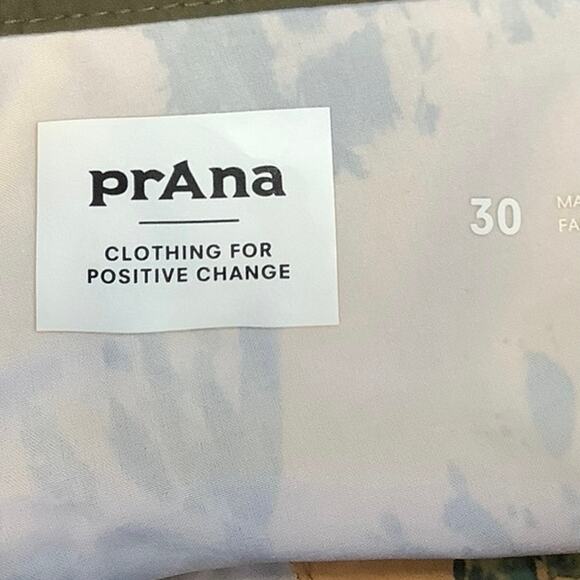 prAna
CLOTHING FOR
POSITIVE CHANGE
30